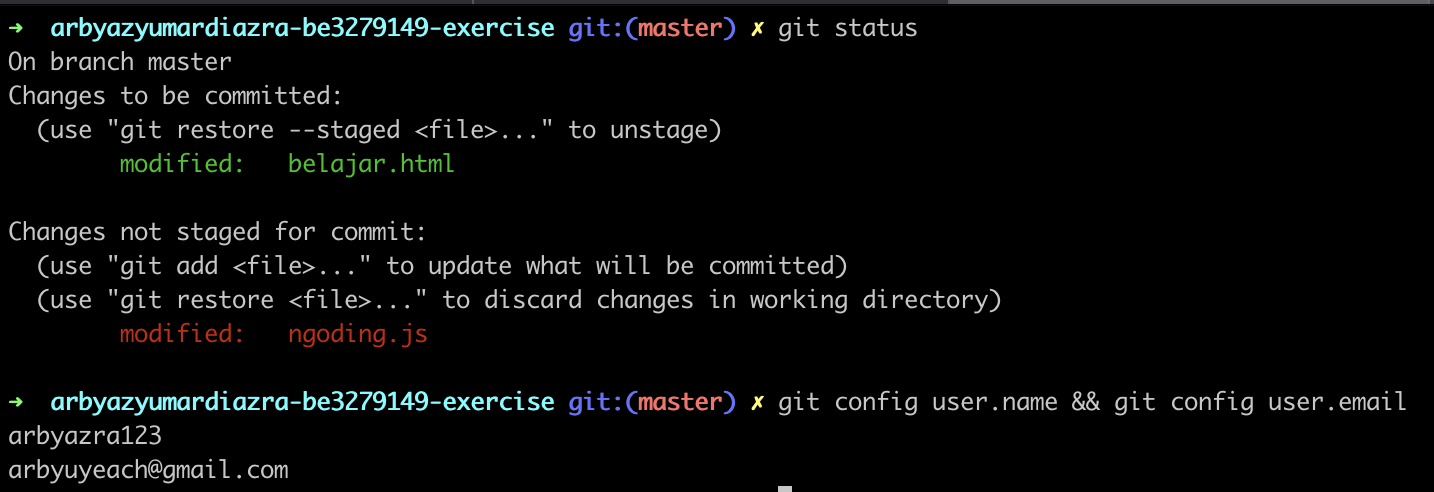 ➜  arbyazyumardiazra-be3279149-exercise git:(master) ✗ git status
On branch master
Changes to be committed:
  (use "git restore --staged <file>..." to unstage)
        modified:   belajar.html

Changes not staged for commit:
  (use "git add <file>..." to update what will be committed)
  (use "git restore <file>..." to discard changes in working directory)
        modified:   ngoding.js

➜  arbyazyumardiazra-be3279149-exercise git:(master) ✗ git config user.name && git config user.email
arbyazra123
arbyuyeach@gmail.com